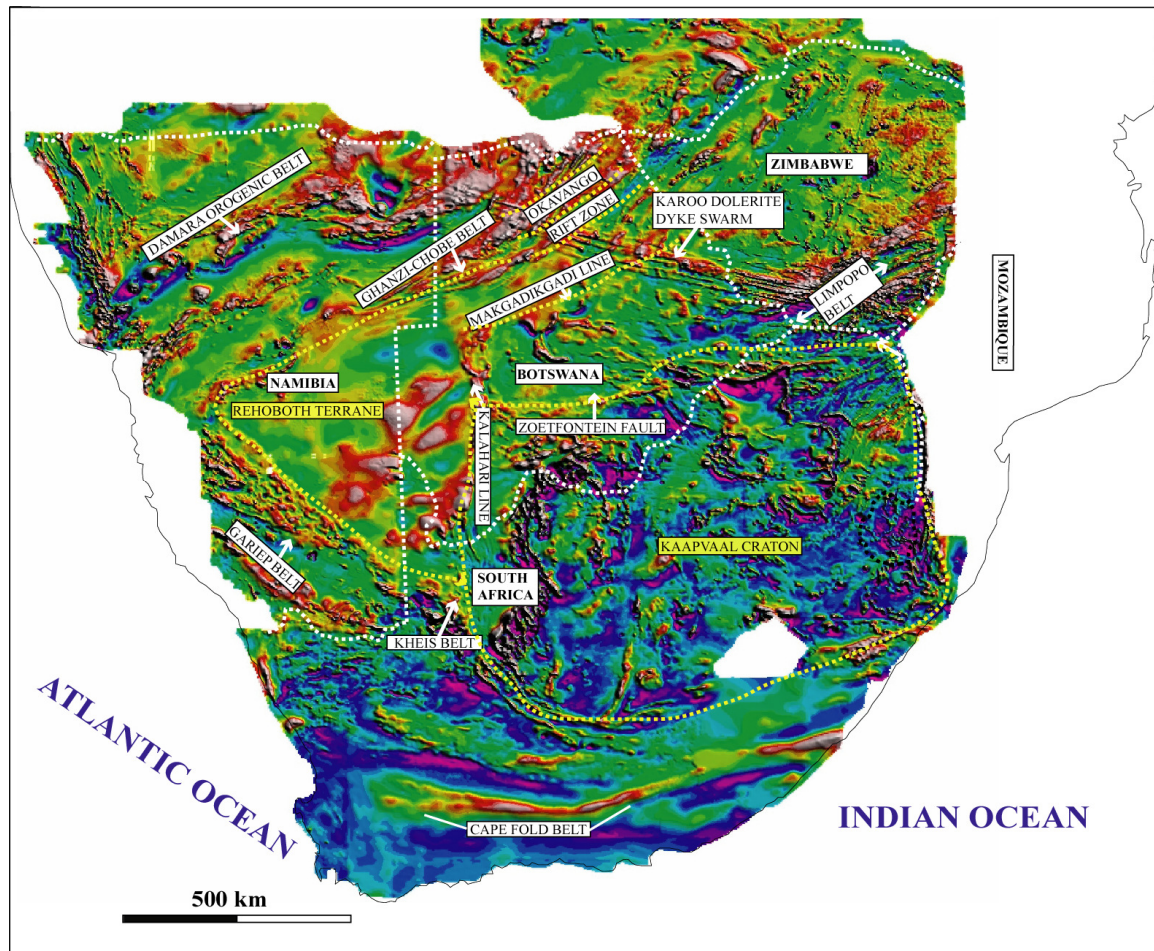 ZIMBABWE
DAMARA OROGENIC BELT
OKAVANGO
RIFT ZONE
KAROO DOLERITE
DYKE SWARM
GHANZI-CHOBE BELT
MAKGADIKGADI LINE
LIMPOPO
BELT
MOZAMBIQUE
NAMIBIA
BOTSWANA
REHOBOTH TERRANE
ZOETFONTEIN FAULT
KALAHARI LINE
GARIEP BELT
KAAPVAAL CRATON
SOUTH
AFRICA
KHEIS BELT
ATLANTIC OCEAN
INDIAN OCEAN
CAPE FOLD BELT
500 km